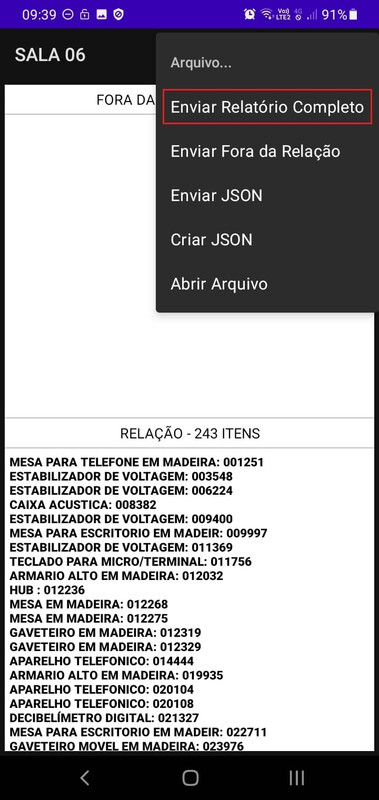 09:39 Vo) LTE2 4G 91%
SALA 06
Arquivo...
FORA DA
Enviar Relatório Completo
Enviar Fora da Relação
Enviar JSON
Criar JSON
Abrir Arquivo
RELAÇÃO - 243 ITENS
MESA PARA TELEFONE EM MADEIRA: 001251
ESTABILIZADOR DE VOLTAGEM: 003548
ESTABILIZADOR DE VOLTAGEM: 006224
CAIXA ACUSTICA: 008382
ESTABILIZADOR DE VOLTAGEM: 009400
MESA PARA ESCRITORIO EM MADEIR: 009997
ESTABILIZADOR DE VOLTAGEM: 011369
TECLADO PARA MICRO/TERMINAL: 011756
ARMARIO ALTO EM MADEIRA: 012032
HUB : 012236
MESA EM MADEIRA: 012268
MESA EM MADEIRA: 012275
GAVETEIRO EM MADEIRA: 012319
GAVETEIRO EM MADEIRA: 012329
APARELHO TELEFONICO: 014444
ARMARIO ALTO EM MADEIRA: 019935
APARELHO TELEFONICO: 020104
APARELHO TELEFONICO: 020108
DECIBELÍMETRO DIGITAL: 021327
MESA PARA ESCRITORIO EM MADEIR: 022711
GAVETEIRO MOVEL EM MADEIRA: 023976